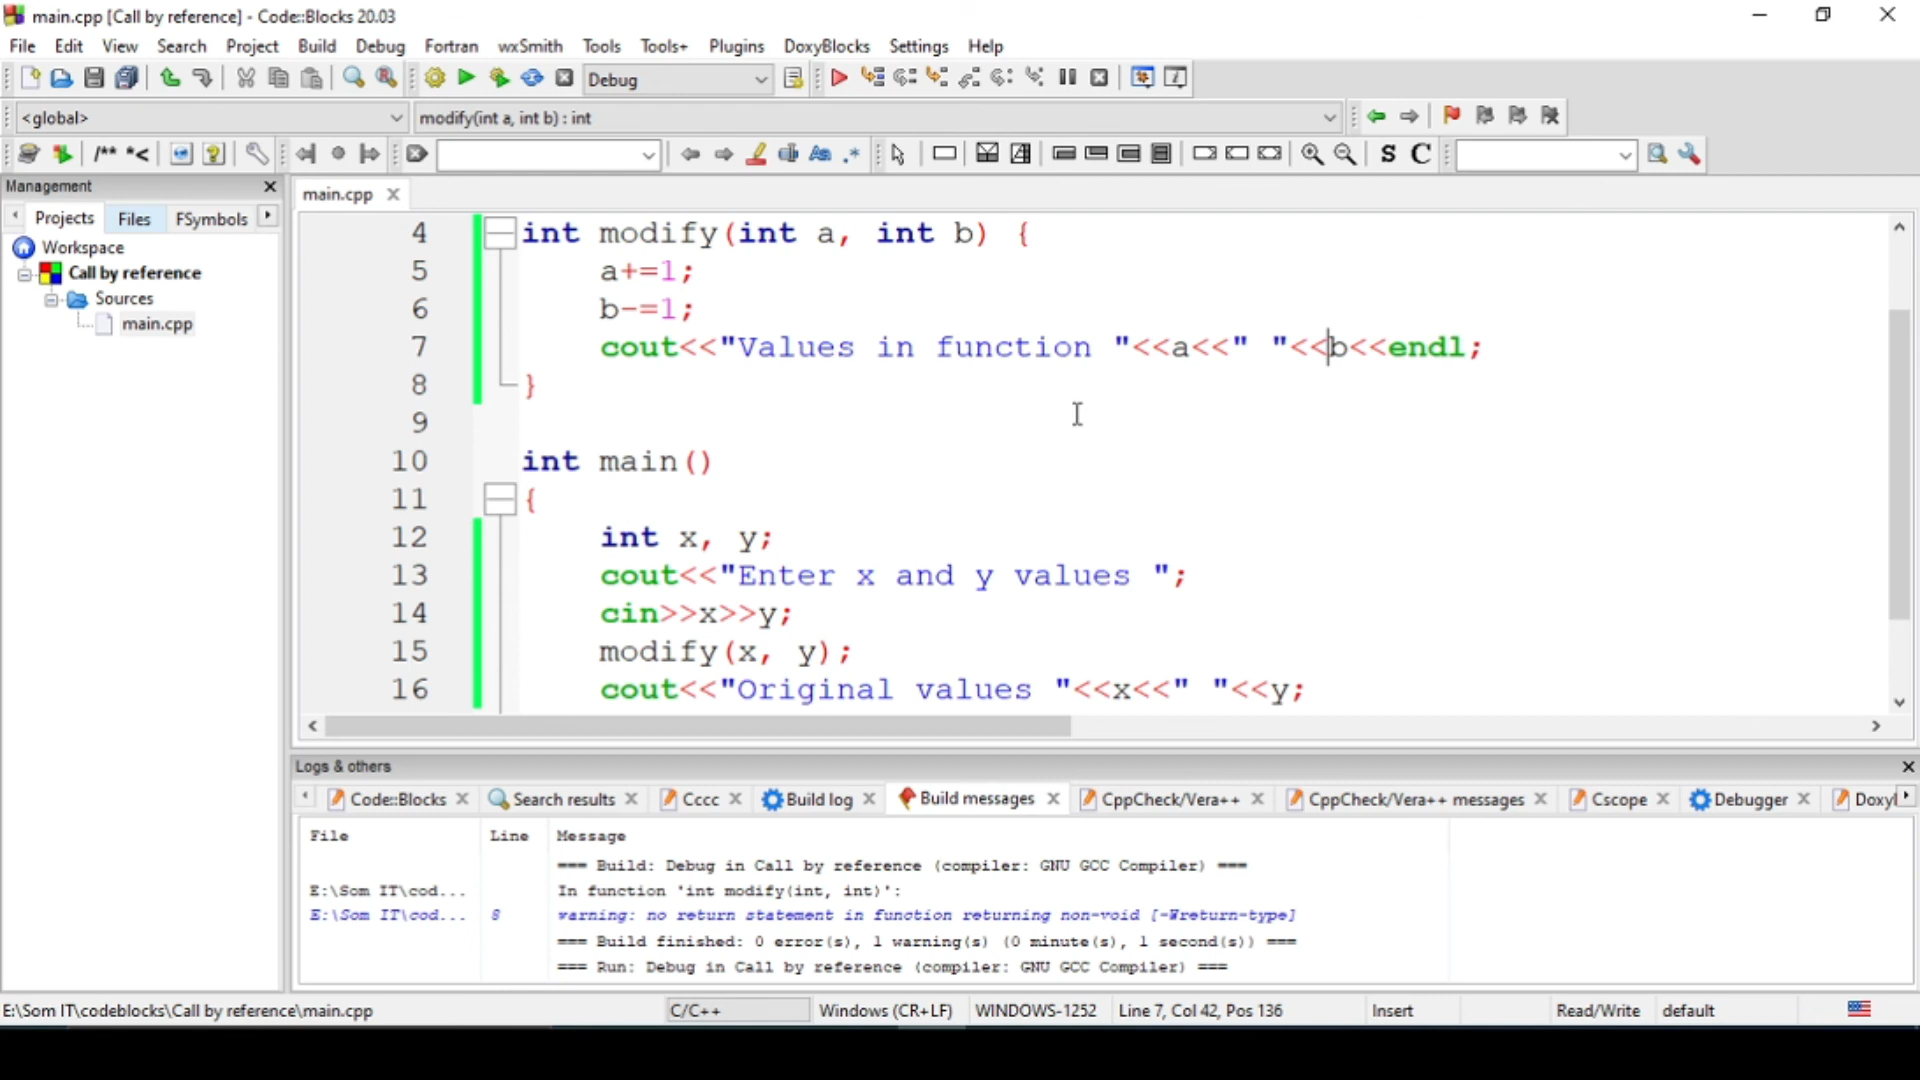 main.cpp [Call by reference] - Code::Blocks 20.03
File Edit View Search Project Build Debug Fortran wxSmith Tools Tools+ Plugins DoxyBlocks Settings Help
Debug
<global> modify(int a, int b) : int
/** *< Aa .* S C
Management
main.cpp
Projects Files FSymbols
Workspace
Call by reference
Sources
main.cpp
4 int modify(int a, int b) {
5 a+=1;
6 b-=1;
7 cout<<"Values in function "<<a<<" "<<b<<endl;
8 }
9
10 int main()
11 {
12 int x, y;
13 cout<<"Enter x and y values ";
14 cin>>x>>y;
15 modify(x, y);
16 cout<<"Original values "<<x<<" "<<y;
Logs & others
Code::Blocks Search results Cccc Build log Build messages CppCheck/Vera++ CppCheck/Vera++ messages Cscope Debugger Doxyl
File Line Message
=== Build: Debug in Call by reference (compiler: GNU GCC Compiler) ===
E:\Som IT\cod... In function 'int modify(int, int)':
E:\Som IT\cod... 8 warning: no return statement in function returning non-void [-Wreturn-type]
=== Build finished: 0 error(s), 1 warning(s) (0 minute(s), 1 second(s)) ===
=== Run: Debug in Call by reference (compiler: GNU GCC Compiler) ===
E:\Som IT\codeblocks\Call by reference\main.cpp C/C++ Windows (CR+LF) WINDOWS-1252 Line 7, Col 42, Pos 136 Insert Read/Write default